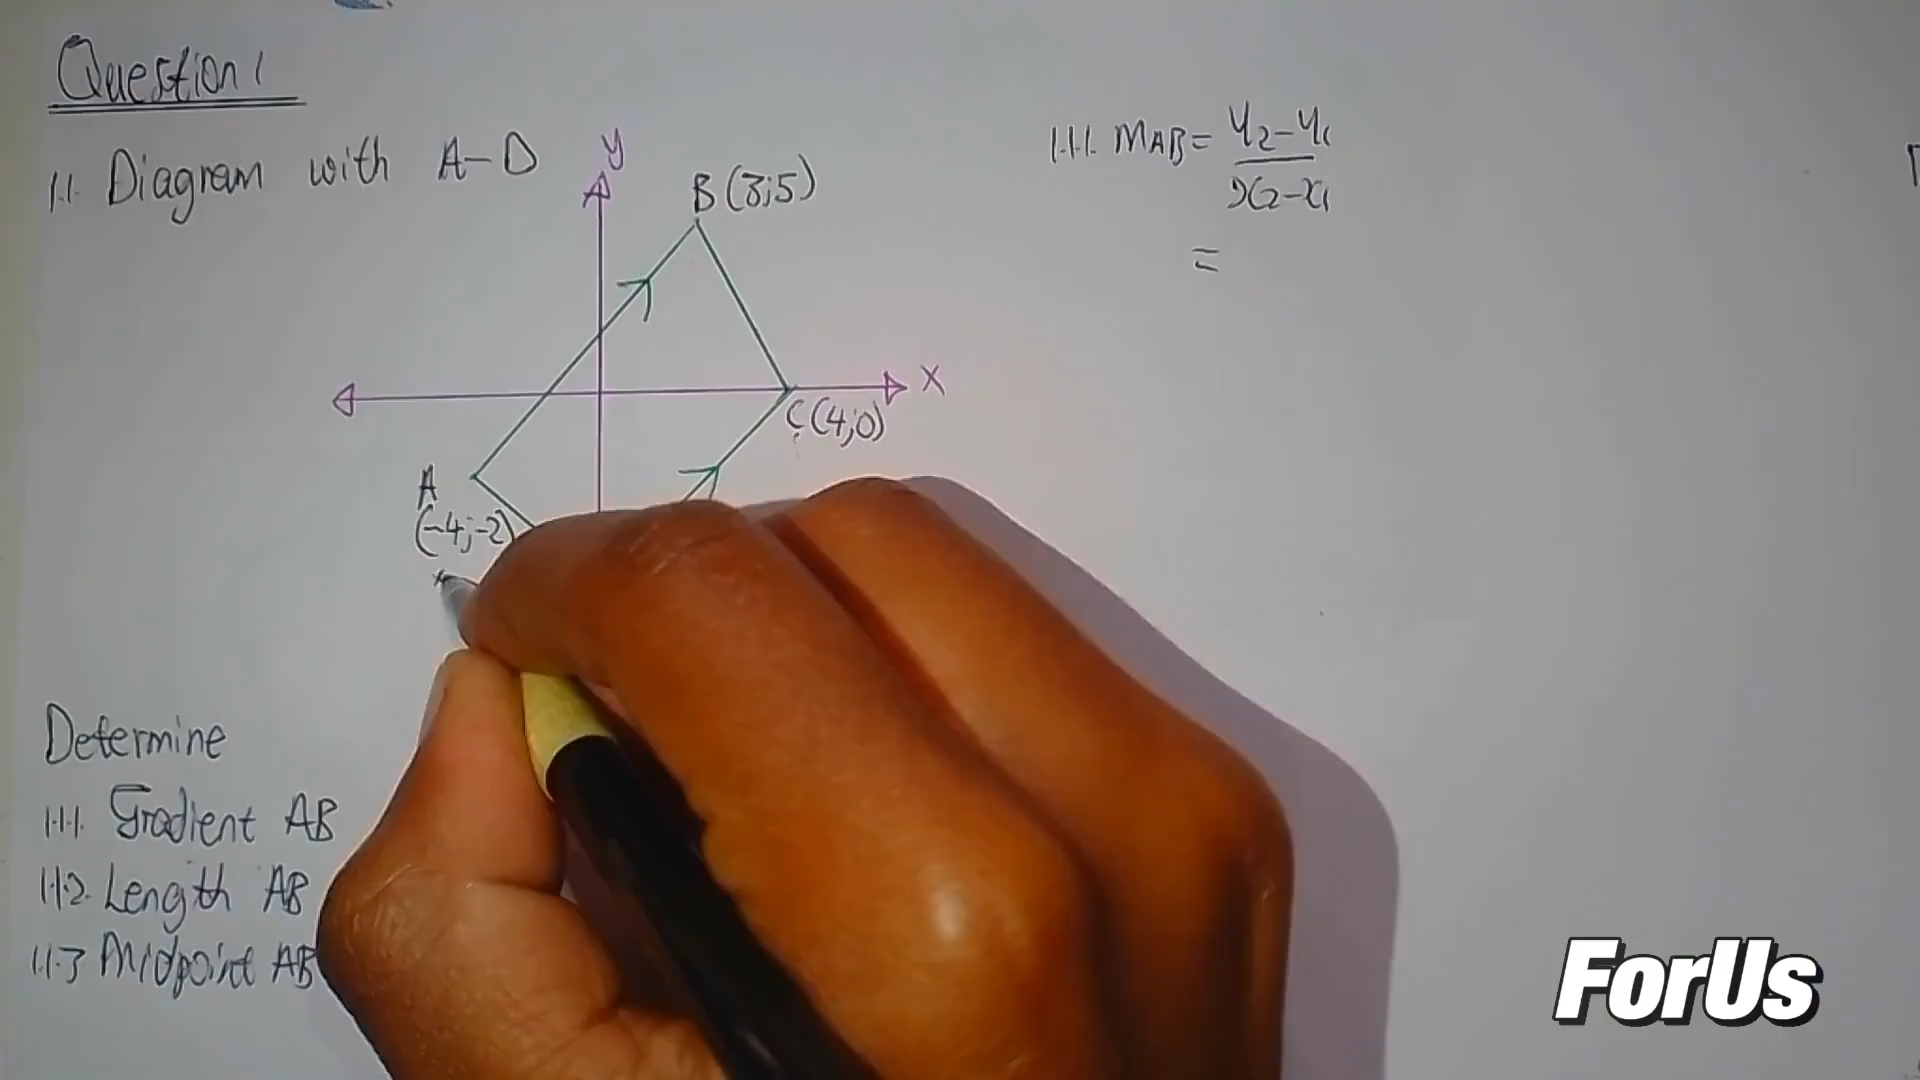 Question 1
1.1. Diagram with A-D
y
B(3;5)
x
C(4;0)
A
(-4;-2)
Determine
1.1.1. Gradient AB
1.1.2. Length AB
1.1.3 Midpoint AB
1.1.1. MAB = y2-y1
x2-x1
=
ForUs